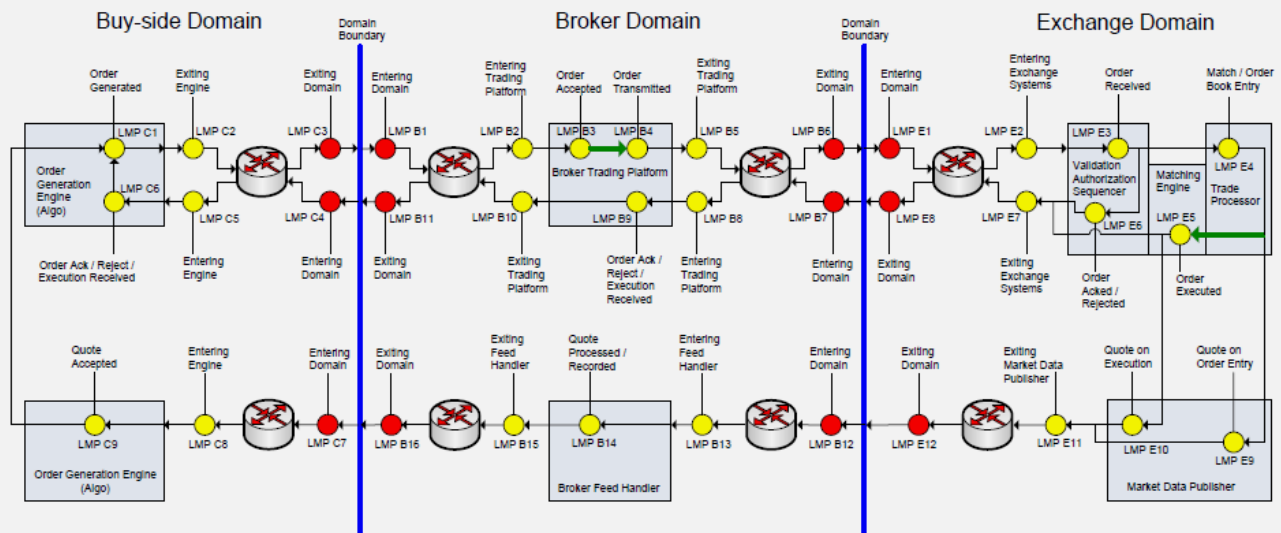 Buy-side Domain
Domain
Boundary
Broker Domain
Domain
Boundary
Exchange Domain
Order
Generated
Exiting
Engine
Exiting
Domain
Entering
Domain
Entering
Trading
Platform
Order
Accepted
Order
Transmitted
Exiting
Trading
Platform
Exiting
Domain
Entering
Domain
Entering
Exchange
Systems
Order
Received
Match / Order
Book Entry
LMP C1
LMP C2
LMP C3
LMP B1
LMP B2
LMP B3
LMP B4
LMP B5
LMP B6
LMP E1
LMP E2
LMP E3
LMP E4
Order
Generation
Engine
(Algo)
Broker Trading Platform
Validation
Authorization
Sequencer
Matching
Engine
Trade
Processor
LMP C6
LMP C5
LMP C4
LMP B11
LMP B10
LMP B9
LMP B8
LMP B7
LMP E8
LMP E7
LMP E6
LMP E5
Order Ack / Reject /
Execution Received
Entering
Engine
Entering
Domain
Exiting
Domain
Exiting
Trading
Platform
Order Ack /
Reject /
Execution
Received
Entering
Trading
Platform
Entering
Domain
Exiting
Domain
Exiting
Exchange
Systems
Order
Acked /
Rejected
Order
Executed
Quote
Accepted
Entering
Engine
Entering
Domain
Exiting
Domain
Exiting
Feed
Handler
Quote
Processed /
Recorded
Entering
Feed
Handler
Entering
Domain
Exiting
Domain
Exiting
Market Data
Publisher
Quote on
Execution
Quote on
Order Entry
LMP C9
LMP C8
LMP C7
LMP B16
LMP B15
LMP B14
LMP B13
LMP B12
LMP E12
LMP E11
LMP E10
LMP E9
Order Generation Engine
(Algo)
Broker Feed Handler
Market Data Publisher